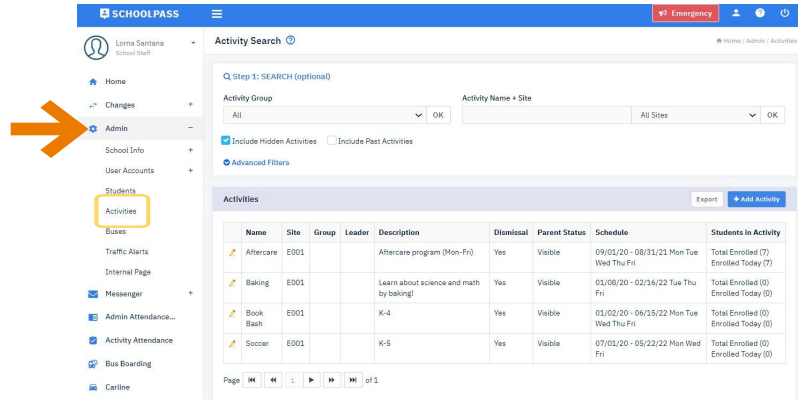 SCHOOLPASS
Emergency
Lorna Santana
School Staff
Activity Search
Home / Admin / Activities
Home
Changes +
Admin -
School Info +
User Accounts +
Students
Activities
Buses
Traffic Alerts
Internal Page
Messenger +
Admin Attendance...
Activity Attendance
Bus Boarding
Carline
Step 1: SEARCH (optional)
Activity Group
Activity Name + Site
All OK All Sites OK
Include Hidden Activities Include Past Activities
Advanced Filters
Activities Export + Add Activity
Name Site Group Leader Description Dismissal Parent Status Schedule Students in Activity
Aftercare E001 Aftercare program (Mon-Fri) Yes Visible 09/01/20 - 08/31/21 Mon Tue Total Enrolled (7)
Wed Thu Fri Enrolled Today (7)
Baking E001 Learn about science and math Yes Visible 01/08/20 - 02/16/22 Tue Thu Total Enrolled (0)
by baking! Fri Enrolled Today (0)
Book E001 K-4 Yes Visible 01/02/20 - 06/15/22 Mon Tue Total Enrolled (0)
Bash Wed Thu Fri Enrolled Today (0)
Soccer E001 K-5 Yes Visible 07/01/20 - 05/22/22 Mon Wed Total Enrolled (0)
Fri Enrolled Today (0)
Page 1 of 1